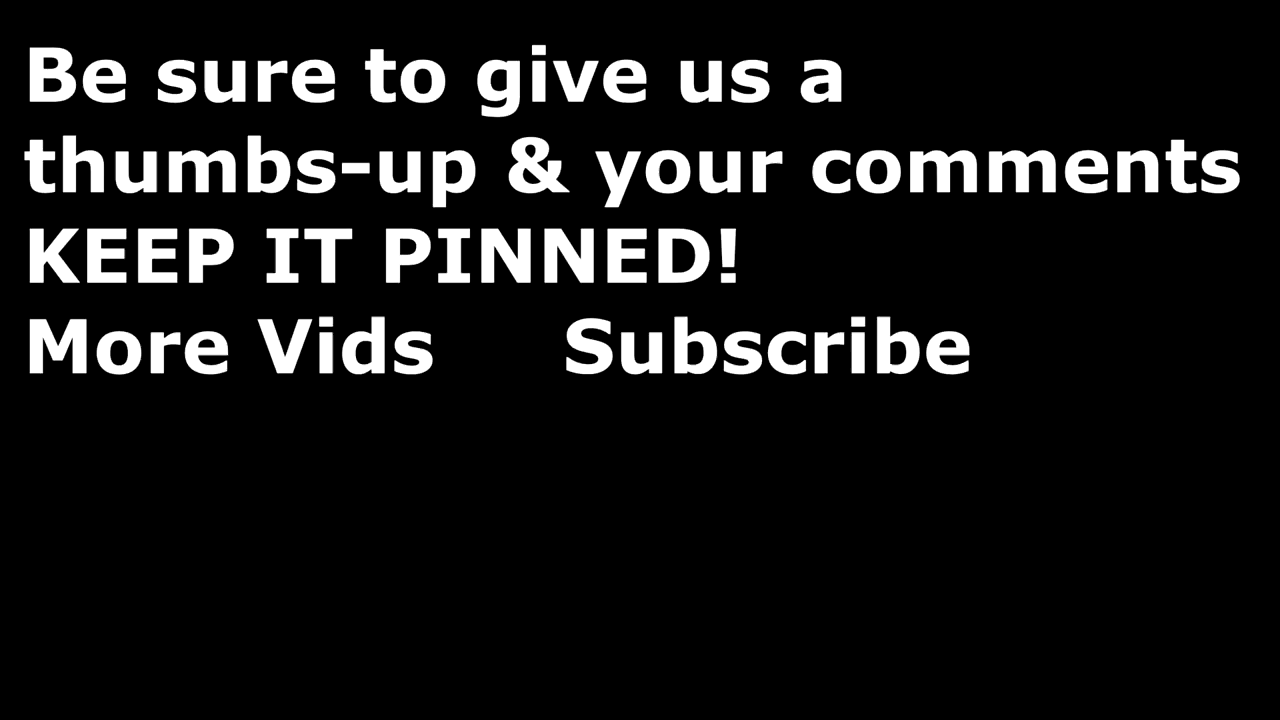 Be sure to give us a
thumbs-up & your comments
KEEP IT PINNED!
More Vids     Subscribe